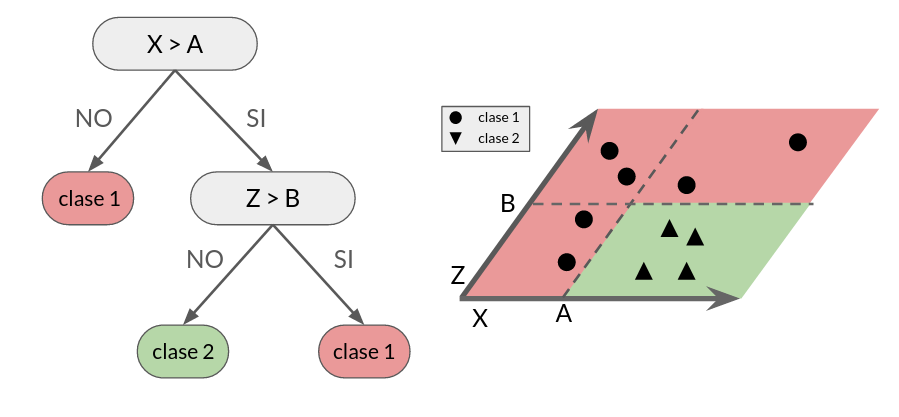 X > A
NO
SI
clase 1
Z > B
NO
SI
clase 2
clase 1
clase 1
clase 2
B
Z
X
A